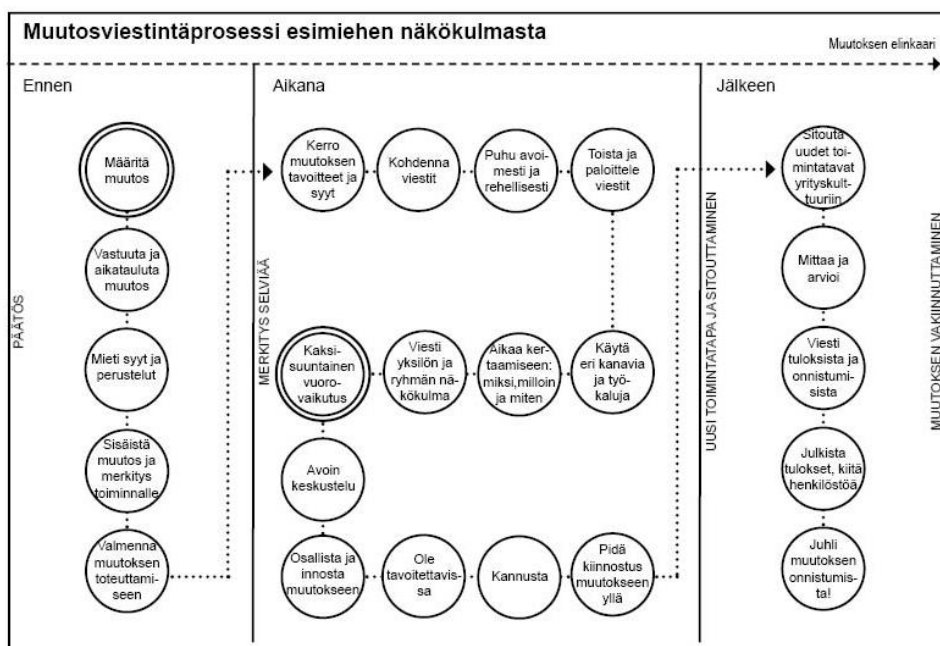 Muutosviestintäprosessi esimiehen näkökulmasta
Muutoksen elinkaari
Ennen
PÄÄTÖS
Määritä
muutos
Vastuuta ja
aikatauluta
muutos
Mieti syyt ja
perustelut
Sisäistä
muutos ja
merkitys
toiminnalle
Valmenna
muutoksen
toteuttami-
seen
Aikana
MERKITYS SELVIÄÄ
Kerro
muutoksen
tavoitteet ja
syyt
Kohdenna
viestit
Puhu avoi-
mesti ja
rehellisesti
Toista ja
paloittele
viestit
Käytä
eri kanavia
ja työ-
kaluja
Aikaa ker-
taamiseen:
miksi,milloin
ja miten
Viesti
yksilön ja
ryhmän nä-
kökulma
Kaksi-
suuntainen
vuoro-
vaikutus
Avoin
keskustelu
Osallista ja
innosta
muutokseen
Ole
tavoitettavis-
sa
Kannusta
Pidä
kiinnostus
muutokseen
yllä
UUSI TOIMINTATAPA JA SITOUTTAMINEN
Jälkeen
Sitouta
uudet toi-
mintatavat
yrityskult-
tuuriin
Mittaa ja
arvioi
Viesti
tuloksista ja
onnistumi-
sista
Julkista
tulokset, kiitä
henkilöstöä
Juhli
muutoksen
onnistumis-
ta!
MUUTOKSEN VAKIINNUTTAMINEN